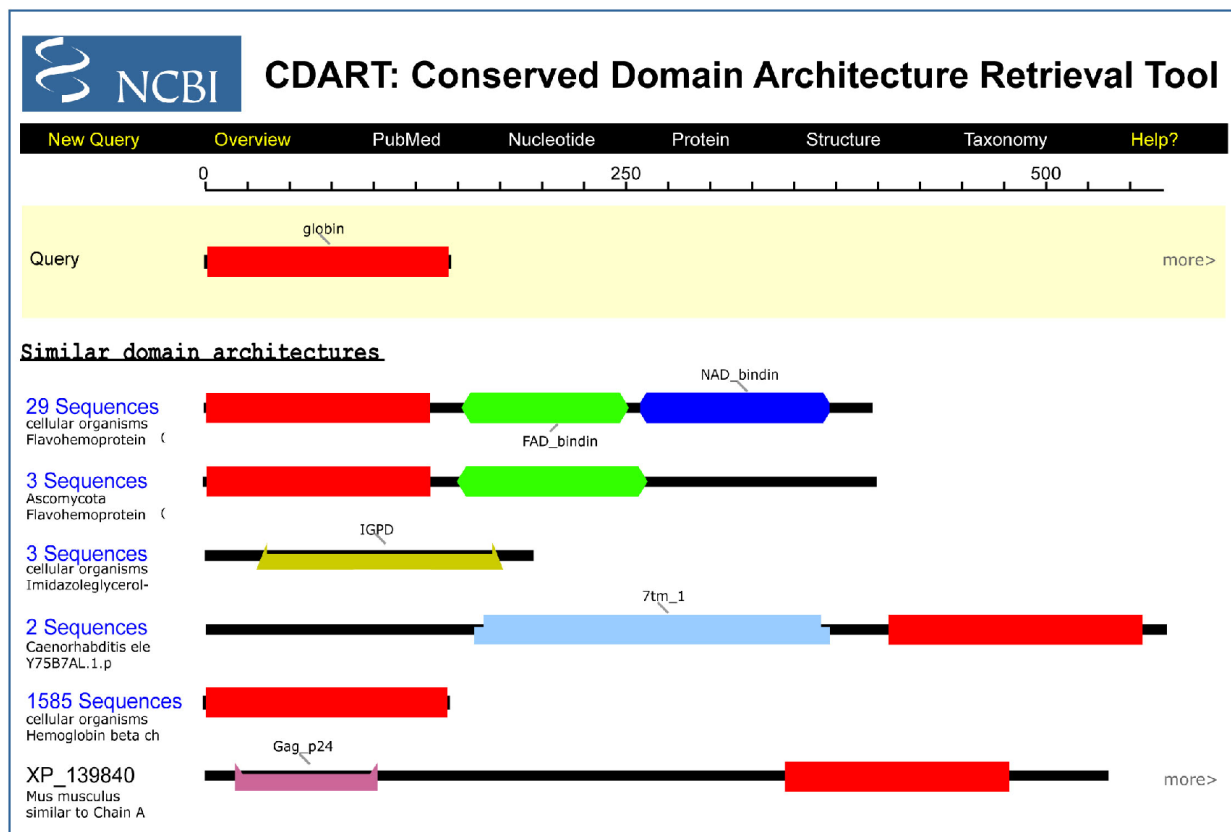 NCBI
CDART: Conserved Domain Architecture Retrieval Tool
New Query Overview PubMed Nucleotide Protein Structure Taxonomy Help?
0 250 500
globin
Query
more>
Similar domain architectures
NAD_bindin
29 Sequences
cellular organisms
Flavohemoprotein (
FAD_bindin
3 Sequences
Ascomycota
Flavohemoprotein (
IGPD
3 Sequences
cellular organisms
Imidazoleglycerol-
7tm_1
2 Sequences
Caenorhabditis ele
Y75B7AL.1.p
1585 Sequences
cellular organisms
Hemoglobin beta ch
Gag_p24
XP_139840
more>
Mus musculus
similar to Chain A